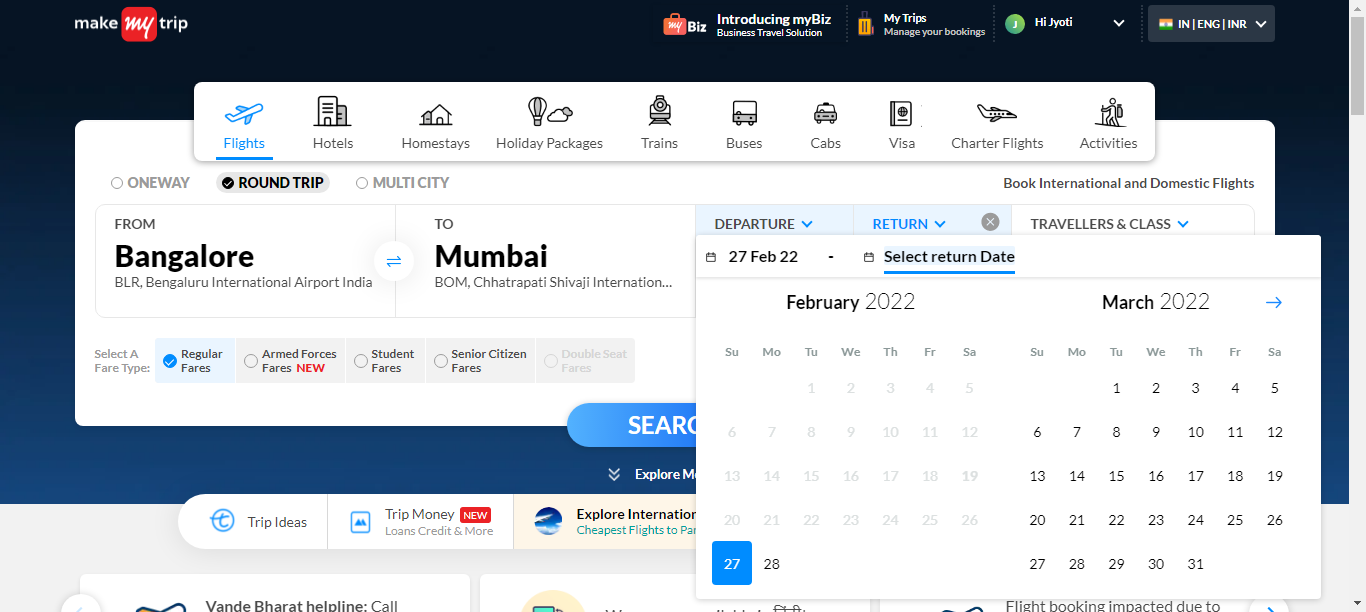 make my trip
myBiz
Introducing myBiz
Business Travel Solution
My Trips
Manage your bookings
J
Hi Jyoti
IN | ENG | INR
Flights
Hotels
Homestays
Holiday Packages
Trains
Buses
Cabs
Visa
Charter Flights
Activities
ONEWAY
ROUND TRIP
MULTI CITY
Book International and Domestic Flights
FROM
Bangalore
BLR, Bengaluru International Airport India
TO
Mumbai
BOM, Chhatrapati Shivaji Internation...
DEPARTURE
RETURN
TRAVELLERS & CLASS
27 Feb 22 - Select return Date
Select A
Fare Type:
Regular
Fares
Armed Forces
Fares NEW
Student
Fares
Senior Citizen
Fares
Double Seat
Fares
SEARC
Explore
February 2022
Su Mo Tu We Th Fr Sa
1 2 3 4 5
6 7 8 9 10 11 12
13 14 15 16 17 18 19
20 21 22 23 24 25 26
27 28
March 2022
Su Mo Tu We Th Fr Sa
1 2 3 4 5
6 7 8 9 10 11 12
13 14 15 16 17 18 19
20 21 22 23 24 25 26
27 28 29 30 31
Trip Ideas
Trip Money NEW
Loans Credit & More
Explore Internation
Cheapest Flights to Par
Vande Bharat helpline: Call
Flight booking impacted due to